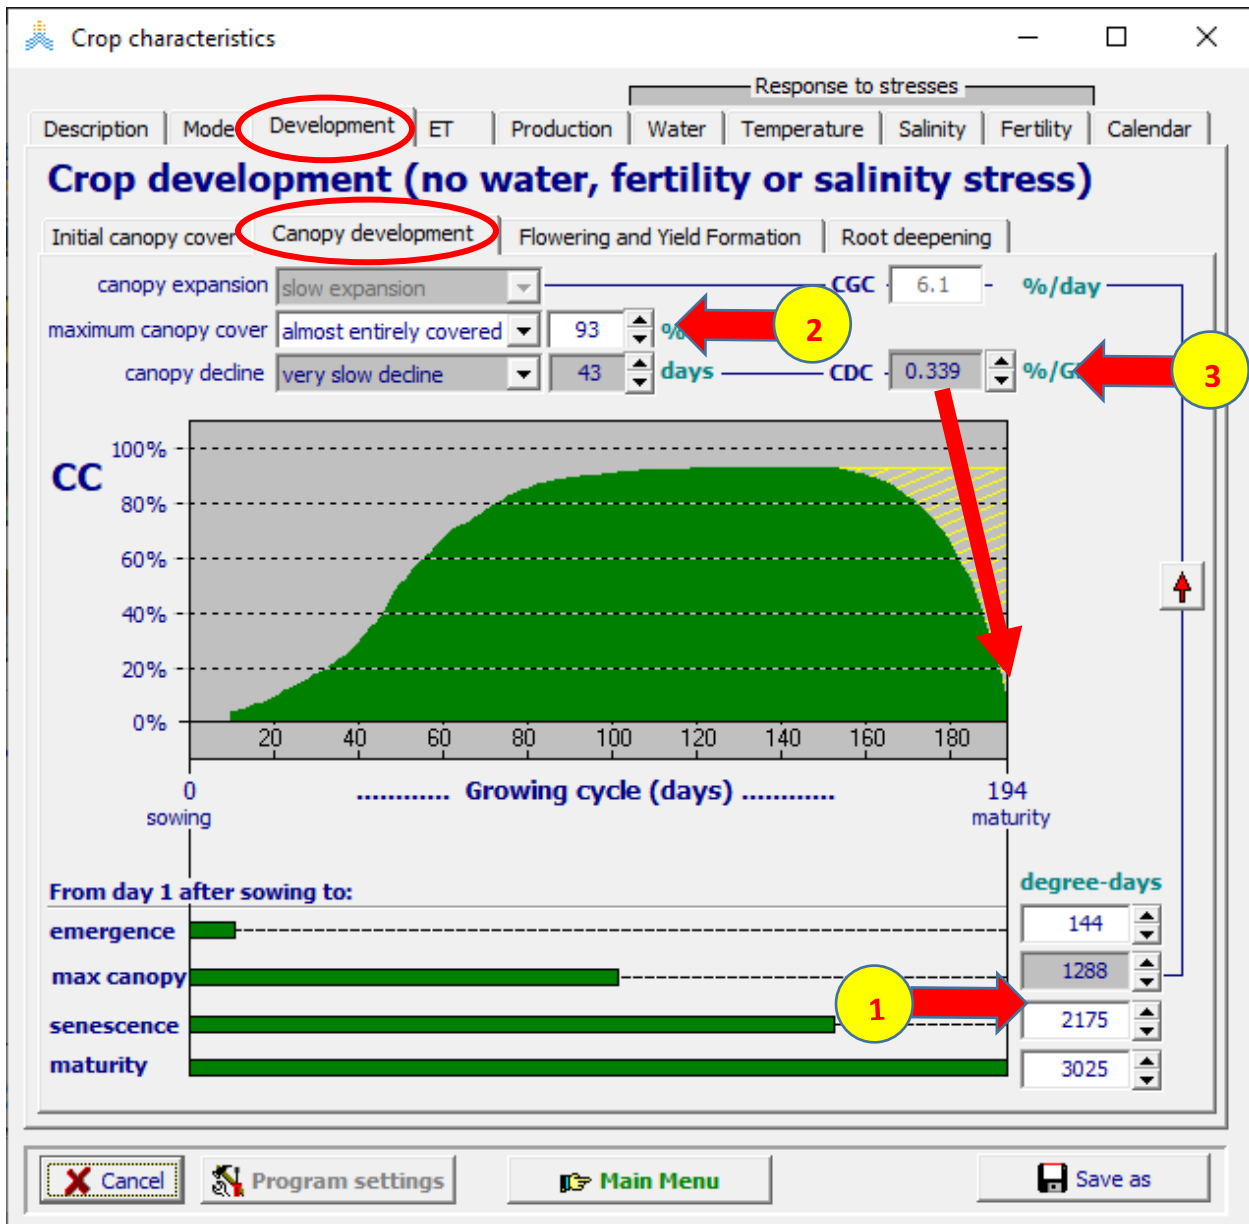 Crop characteristics
Response to stresses
Description Mode Development ET Production Water Temperature Salinity Fertility Calendar
Crop development (no water, fertility or salinity stress)
Initial canopy cover Canopy development Flowering and Yield Formation Root deepening
canopy expansion slow expansion CGC 6.1 %/day
maximum canopy cover almost entirely covered 93 % 2
canopy decline very slow decline 43 days CDC 0.339 %/G 3
CC
100%
80%
60%
40%
20%
0%
20 40 60 80 100 120 140 160 180
0 ............ Growing cycle (days) ............ 194
sowing maturity
From day 1 after sowing to: degree-days
emergence 144
max canopy 1288
1
senescence 2175
maturity 3025
Cancel Program settings Main Menu Save as